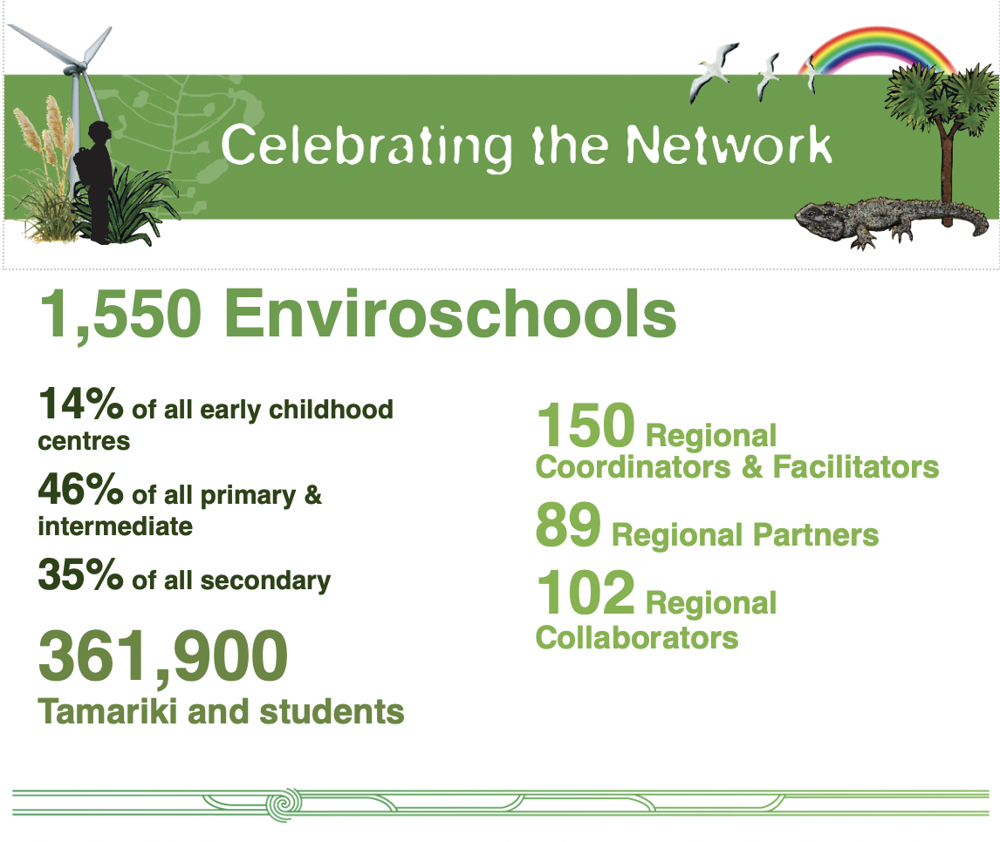 Celebrating the Network
1,550 Enviroschools
14% of all early childhood
centres
46% of all primary &
intermediate
35% of all secondary
361,900
Tamariki and students
150 Regional
Coordinators & Facilitators
89 Regional Partners
102 Regional
Collaborators